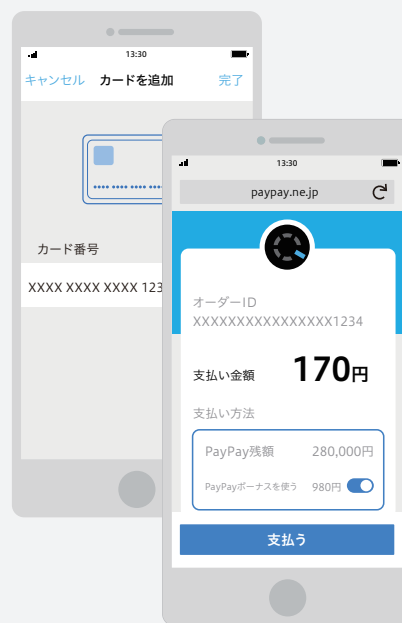 13:30
キャンセル カードを追加 完了
カード番号
XXXX XXXX XXXX 123
13:30
paypay.ne.jp
オーダーID
XXXXXXXXXXXXXXXX1234
支払い金額 170円
支払い方法
PayPay残額 280,000円
PayPayボーナスを使う 980円
支払う